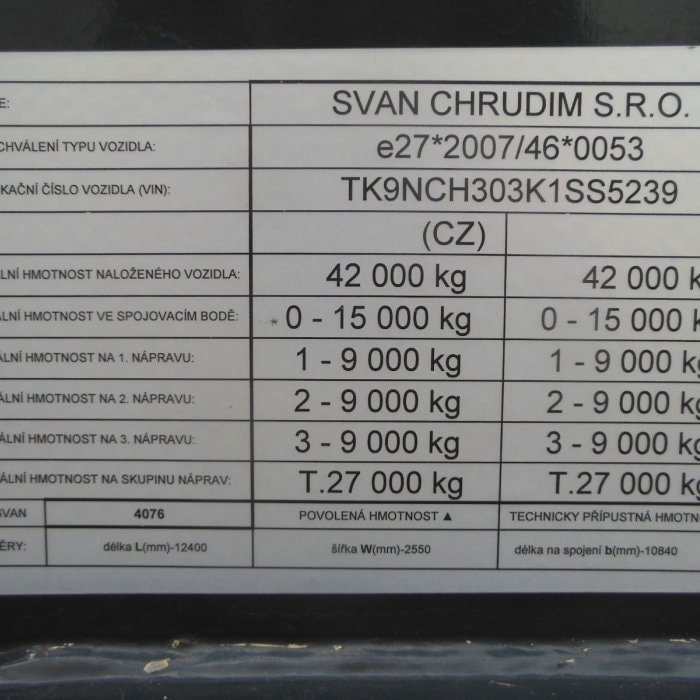 E: SVAN CHRUDIM S.R.O.
CHVÁLENÍ TYPU VOZIDLA: e27*2007/46*0053
KAČNÍ ČÍSLO VOZIDLA (VIN): TK9NCH303K1SS5239
(CZ)
ÁLNÍ HMOTNOST NALOŽENÉHO VOZIDLA: 42 000 kg 42 000 k
ÁLNÍ HMOTNOST VE SPOJOVACÍM BODĚ: 0 - 15 000 kg 0 - 15 000 k
ÁLNÍ HMOTNOST NA 1. NÁPRAVU: 1 - 9 000 kg 1 - 9 000 kg
ÁLNÍ HMOTNOST NA 2. NÁPRAVU: 2 - 9 000 kg 2 - 9 000 kg
ÁLNÍ HMOTNOST NA 3. NÁPRAVU: 3 - 9 000 kg 3 - 9 000 kg
ÁLNÍ HMOTNOST NA SKUPINU NÁPRAV: T.27 000 kg T.27 000 k
SVAN 4076 POVOLENÁ HMOTNOST ▲ TECHNICKY PŘÍPUSTNÁ HMOTN
ĚRY: délka L(mm)-12400 šířka W(mm)-2550 délka na spojení b(mm)-10840